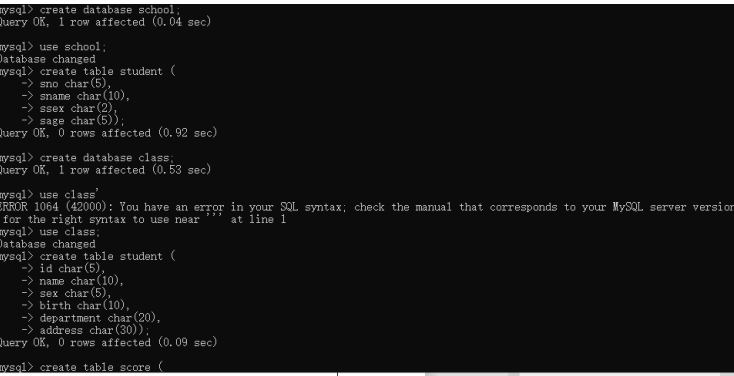 mysql> create database school;
Query OK, 1 row affected (0.04 sec)
mysql> use school;
Database changed
mysql> create table student (
-> sno char(5),
-> sname char(10),
-> ssex char(2),
-> sage char(5));
Query OK, 0 rows affected (0.92 sec)
mysql> create database class;
Query OK, 1 row affected (0.53 sec)
mysql> use class'
ERROR 1064 (42000): You have an error in your SQL syntax; check the manual that corresponds to your MySQL server version
for the right syntax to use near ''' at line 1
mysql> use class;
Database changed
mysql> create table student (
-> id char(5),
-> name char(10),
-> sex char(5),
-> birth char(10),
-> department char(20),
-> address char(30));
Query OK, 0 rows affected (0.09 sec)
mysql> create table score (